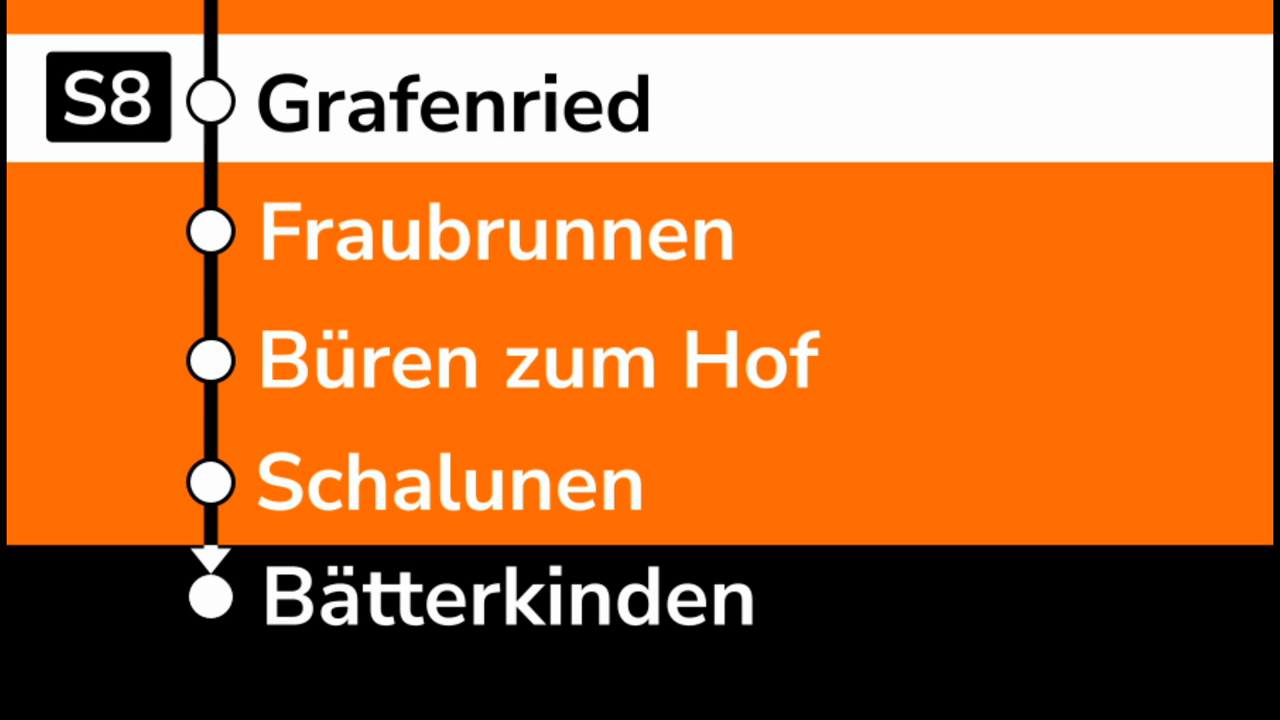 S8 Grafenried
Fraubrunnen
Büren zum Hof
Schalunen
Bätterkinden